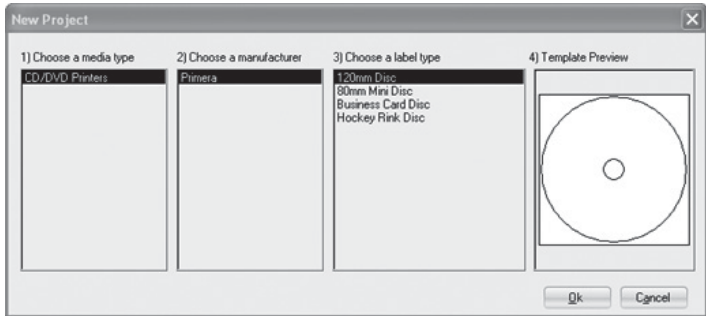 New Project
1) Choose a media type
2) Choose a manufacturer
3) Choose a label type
4) Template Preview
CD/DVD Printers
Primera
120mm Disc
80mm Mini Disc
Business Card Disc
Hockey Rink Disc
Ok
Cancel